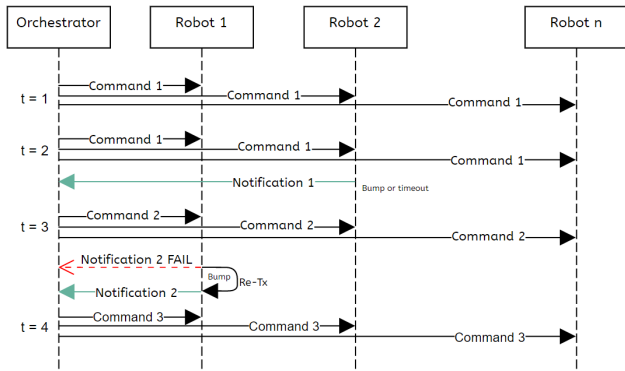 Orchestrator
Robot 1
Robot 2
Robot n
Command 1
Command 1
t = 1
Command 1
Command 1
Command 1
t = 2
Command 1
Notification 1
Bump or timeout
Command 2
t = 3
Command 2
Command 2
Notification 2 FAIL
Bump
Re-Tx
Notification 2
Command 3
t = 4
Command 3
Command 3